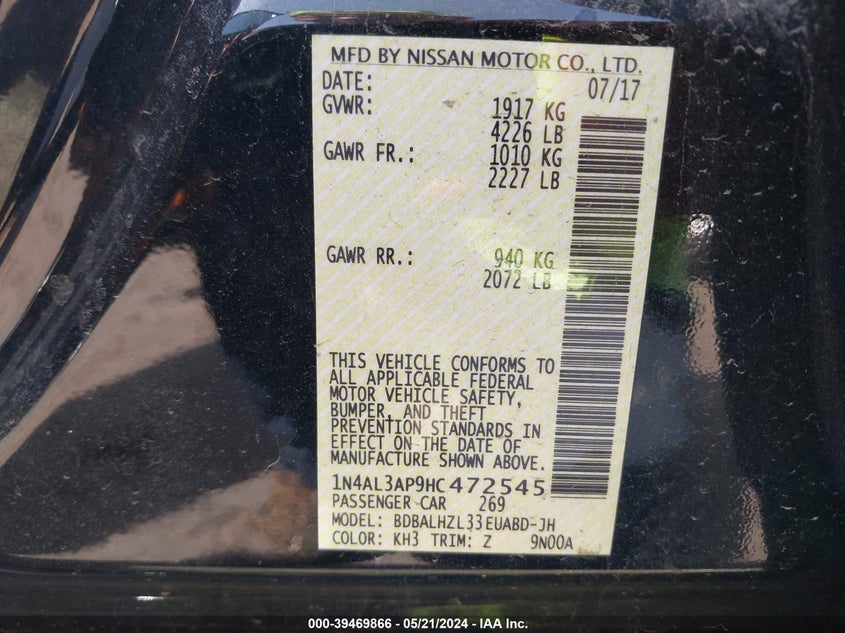 MFD BY NISSAN MOTOR CO., LTD.
DATE: 07/17
GVWR: 1917 KG
4226 LB
GAWR FR.: 1010 KG
2227 LB
GAWR RR.: 940 KG
2072 LB
THIS VEHICLE CONFORMS TO
ALL APPLICABLE FEDERAL
MOTOR VEHICLE SAFETY,
BUMPER, AND THEFT
PREVENTION STANDARDS IN
EFFECT ON THE DATE OF
MANUFACTURE SHOWN ABOVE.
1N4AL3AP9HC472545
PASSENGER CAR 269
MODEL: BDBALHZL33EUABD-JH
COLOR: KH3 TRIM: Z 9N00A
000-39469866 - 05/21/2024 - IAA Inc.